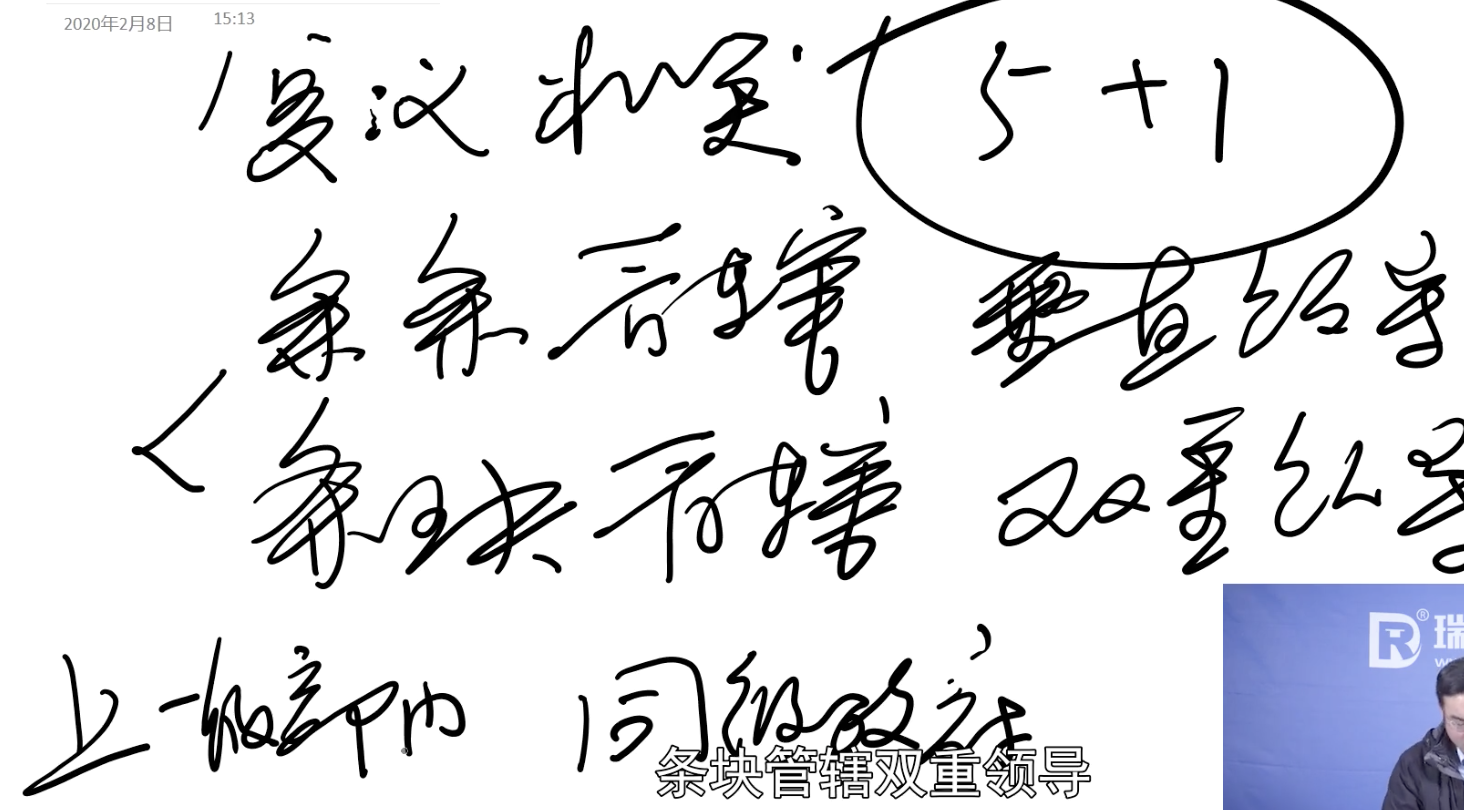 2020年2月8日 15:13
复议机关 5+1
条条管辖 垂直领导
条块管辖 双重领导
上一级部门 同级政府
条块管辖双重领导
R® 瑞
w